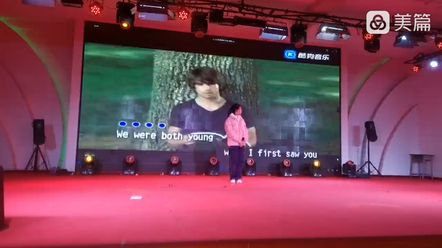 美篇
酷狗音乐
We were both young
I first saw you